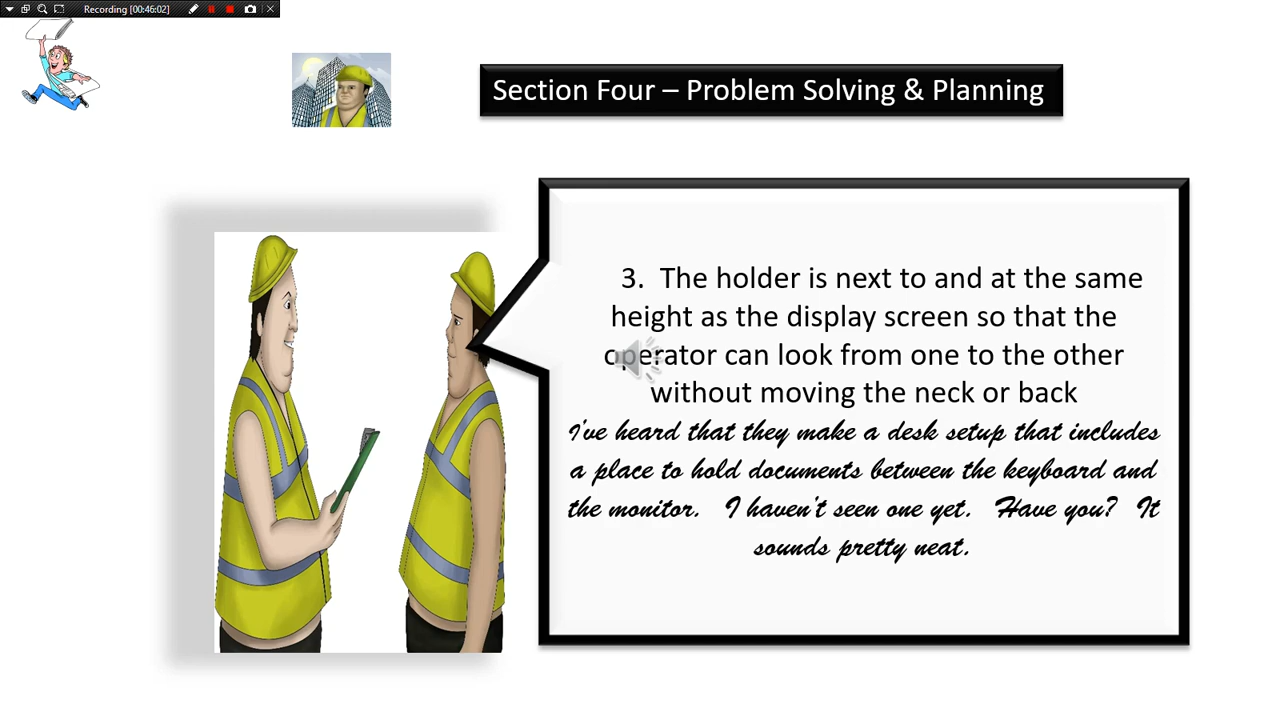 Recording [00:46:02]
Section Four – Problem Solving & Planning
3. The holder is next to and at the same
height as the display screen so that the
operator can look from one to the other
without moving the neck or back
I've heard that they make a desk setup that includes
a place to hold documents between the keyboard and
the monitor. I haven't seen one yet. Have you? It
sounds pretty neat.